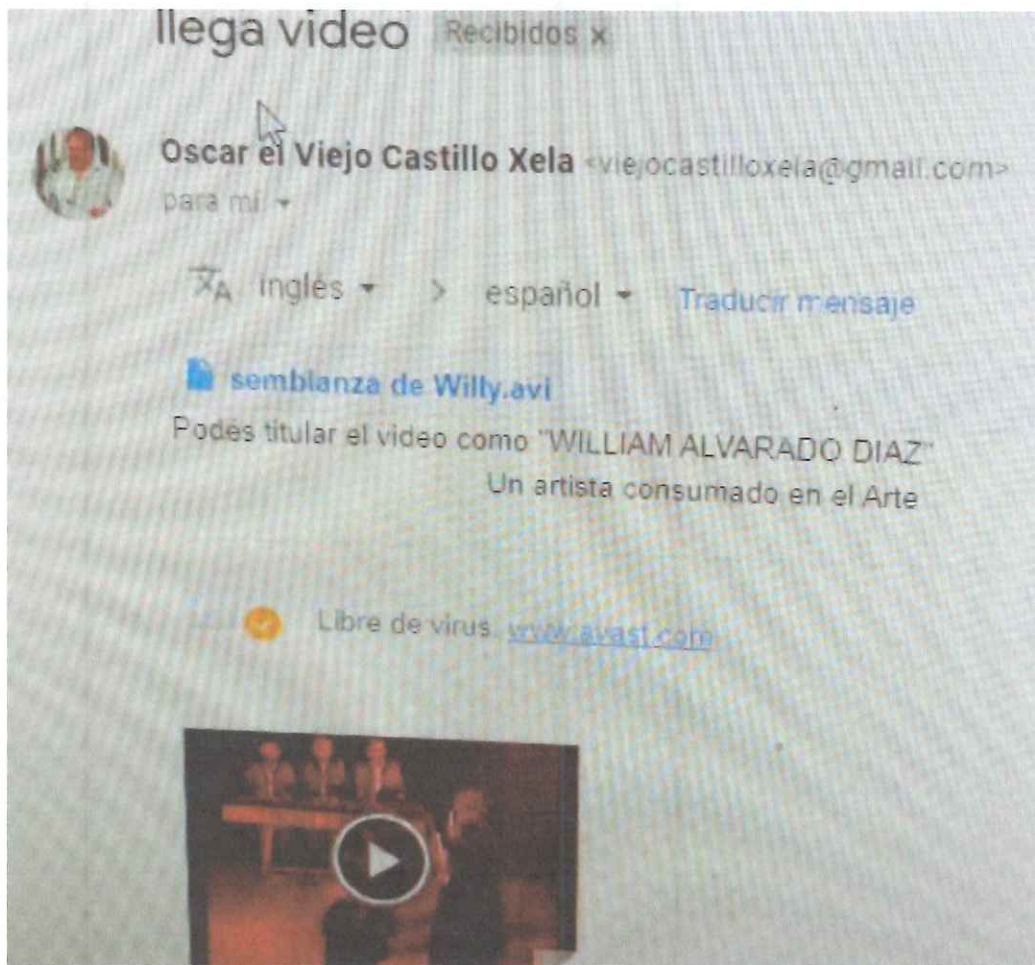 llega video Recibidos x
Oscar el Viejo Castillo Xela <viejocastilloxela@gmail.com>
para mí
inglés > español Traducir mensaje
semblanza de Willy.avi
Podés titular el video como "WILLIAM ALVARADO DIAZ"
Un artista consumado en el Arte
Libre de virus. www.avast.com